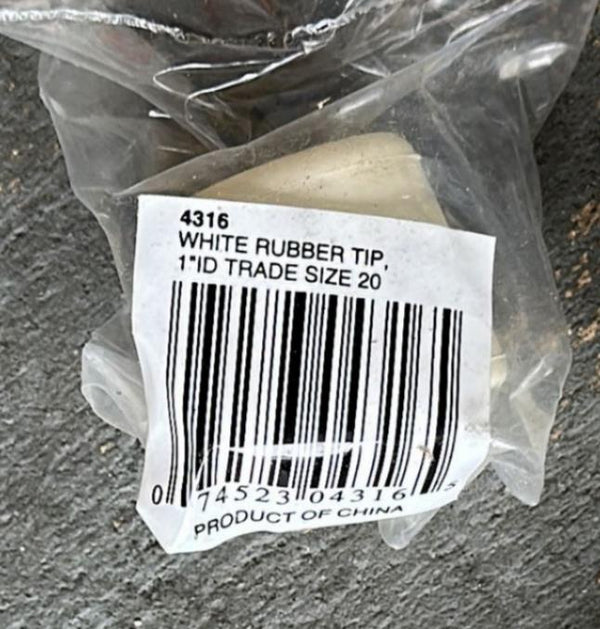 4316
WHITE RUBBER TIP,
1"ID TRADE SIZE 20
0 74523 04316 5
PRODUCT OF CHINA